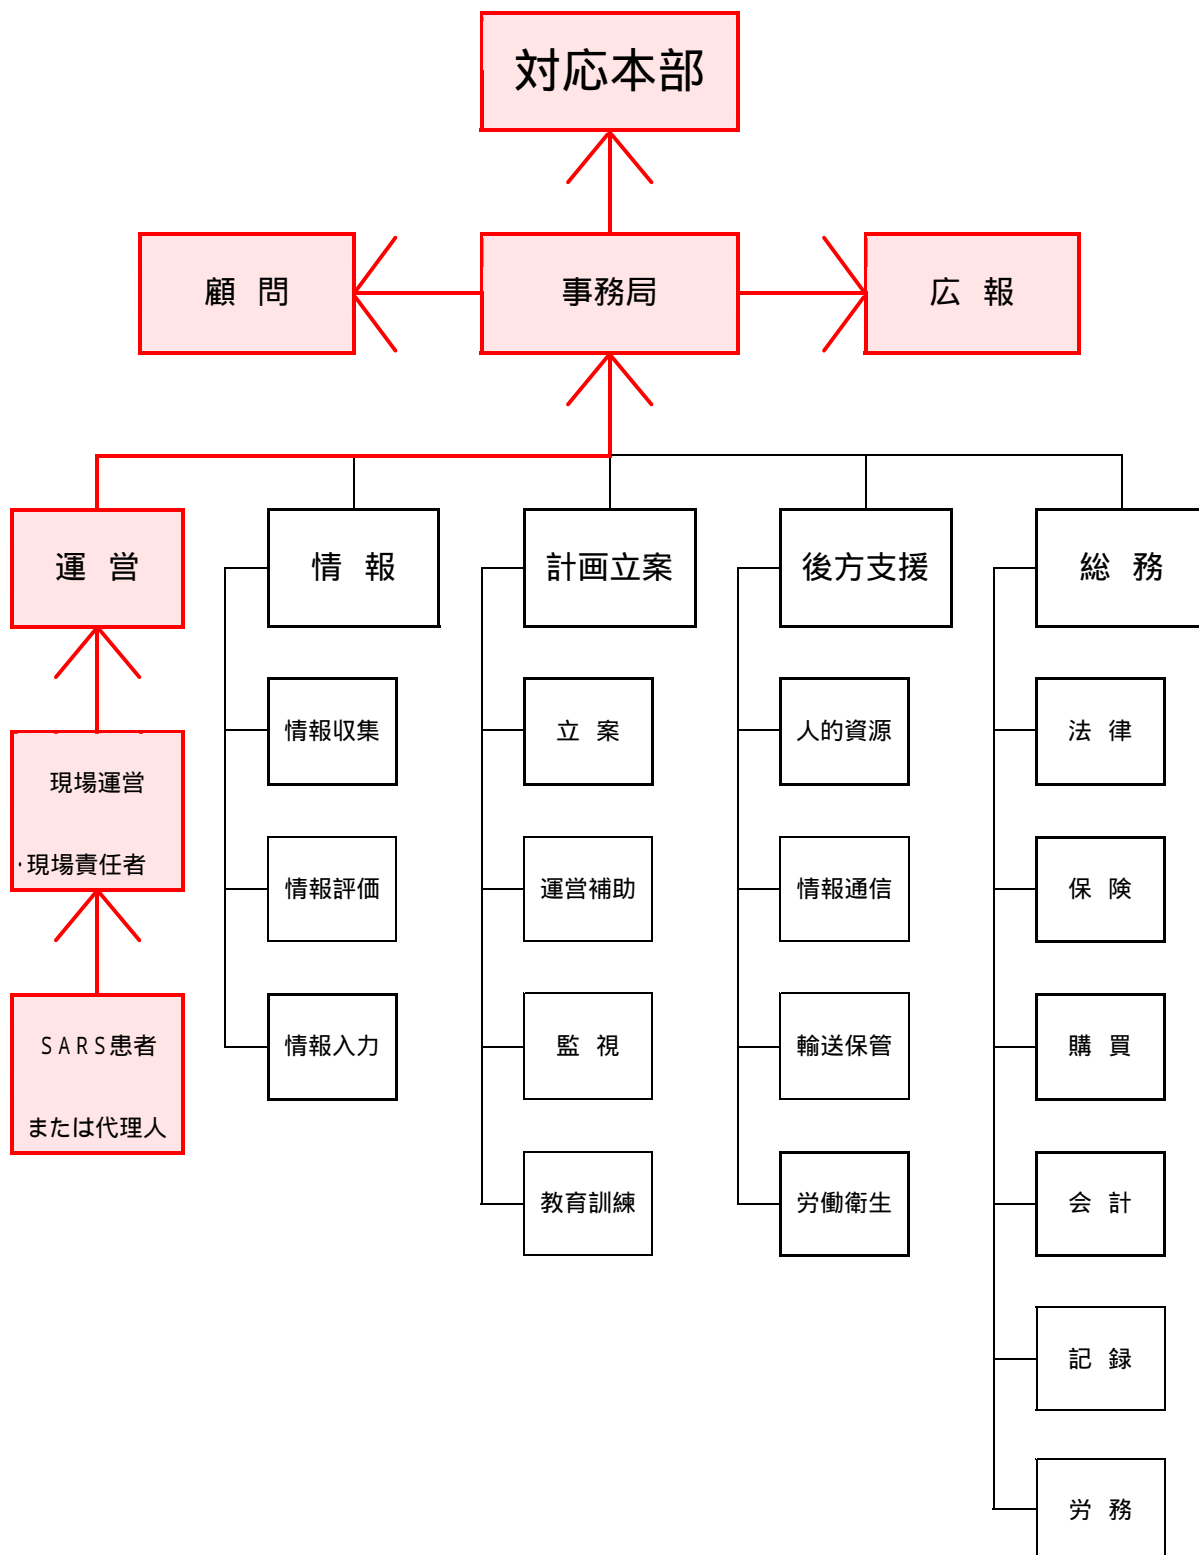 対応本部
顧 問
事務局
広 報
運 営
情 報
計画立案
後方支援
総 務
現場運営
・現場責任者
SARS患者
または代理人
情報収集
情報評価
情報入力
立 案
運営補助
監 視
教育訓練
人的資源
情報通信
輸送保管
労働衛生
法 律
保 険
購 買
会 計
記 録
労 務